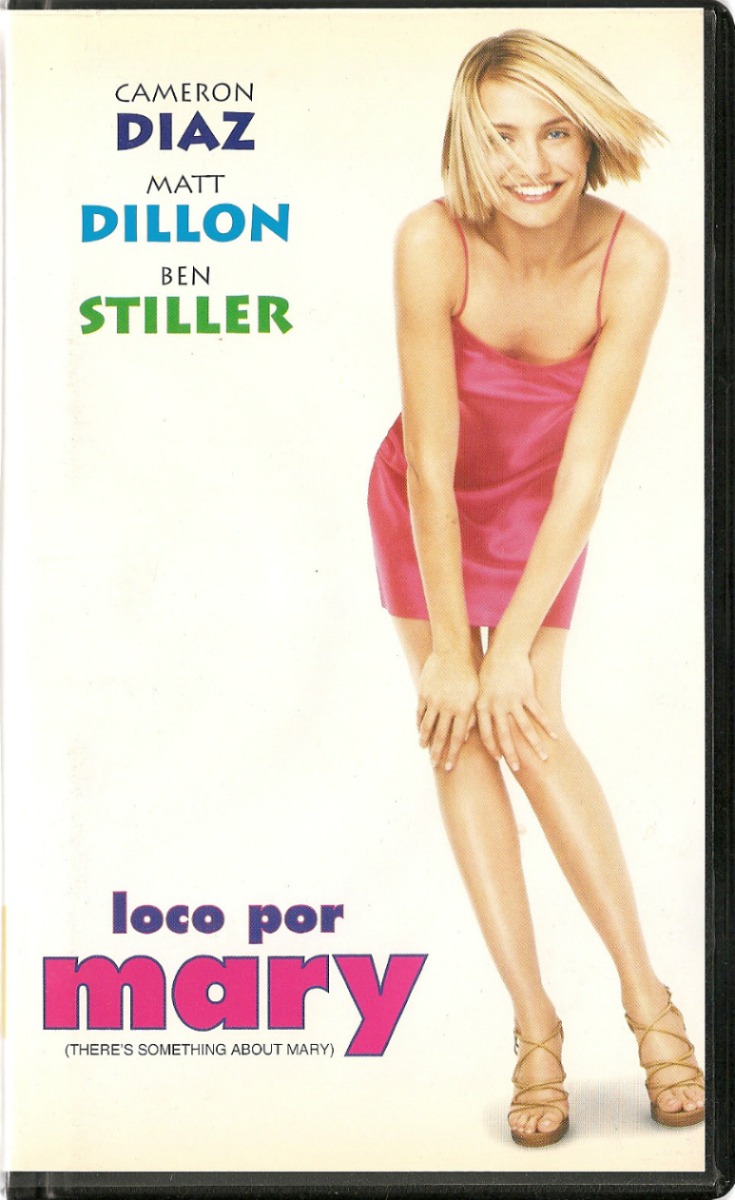 CAMERON
DIAZ
MATT
DILLON
BEN
STILLER
loco por
mary
(THERE'S SOMETHING ABOUT MARY)